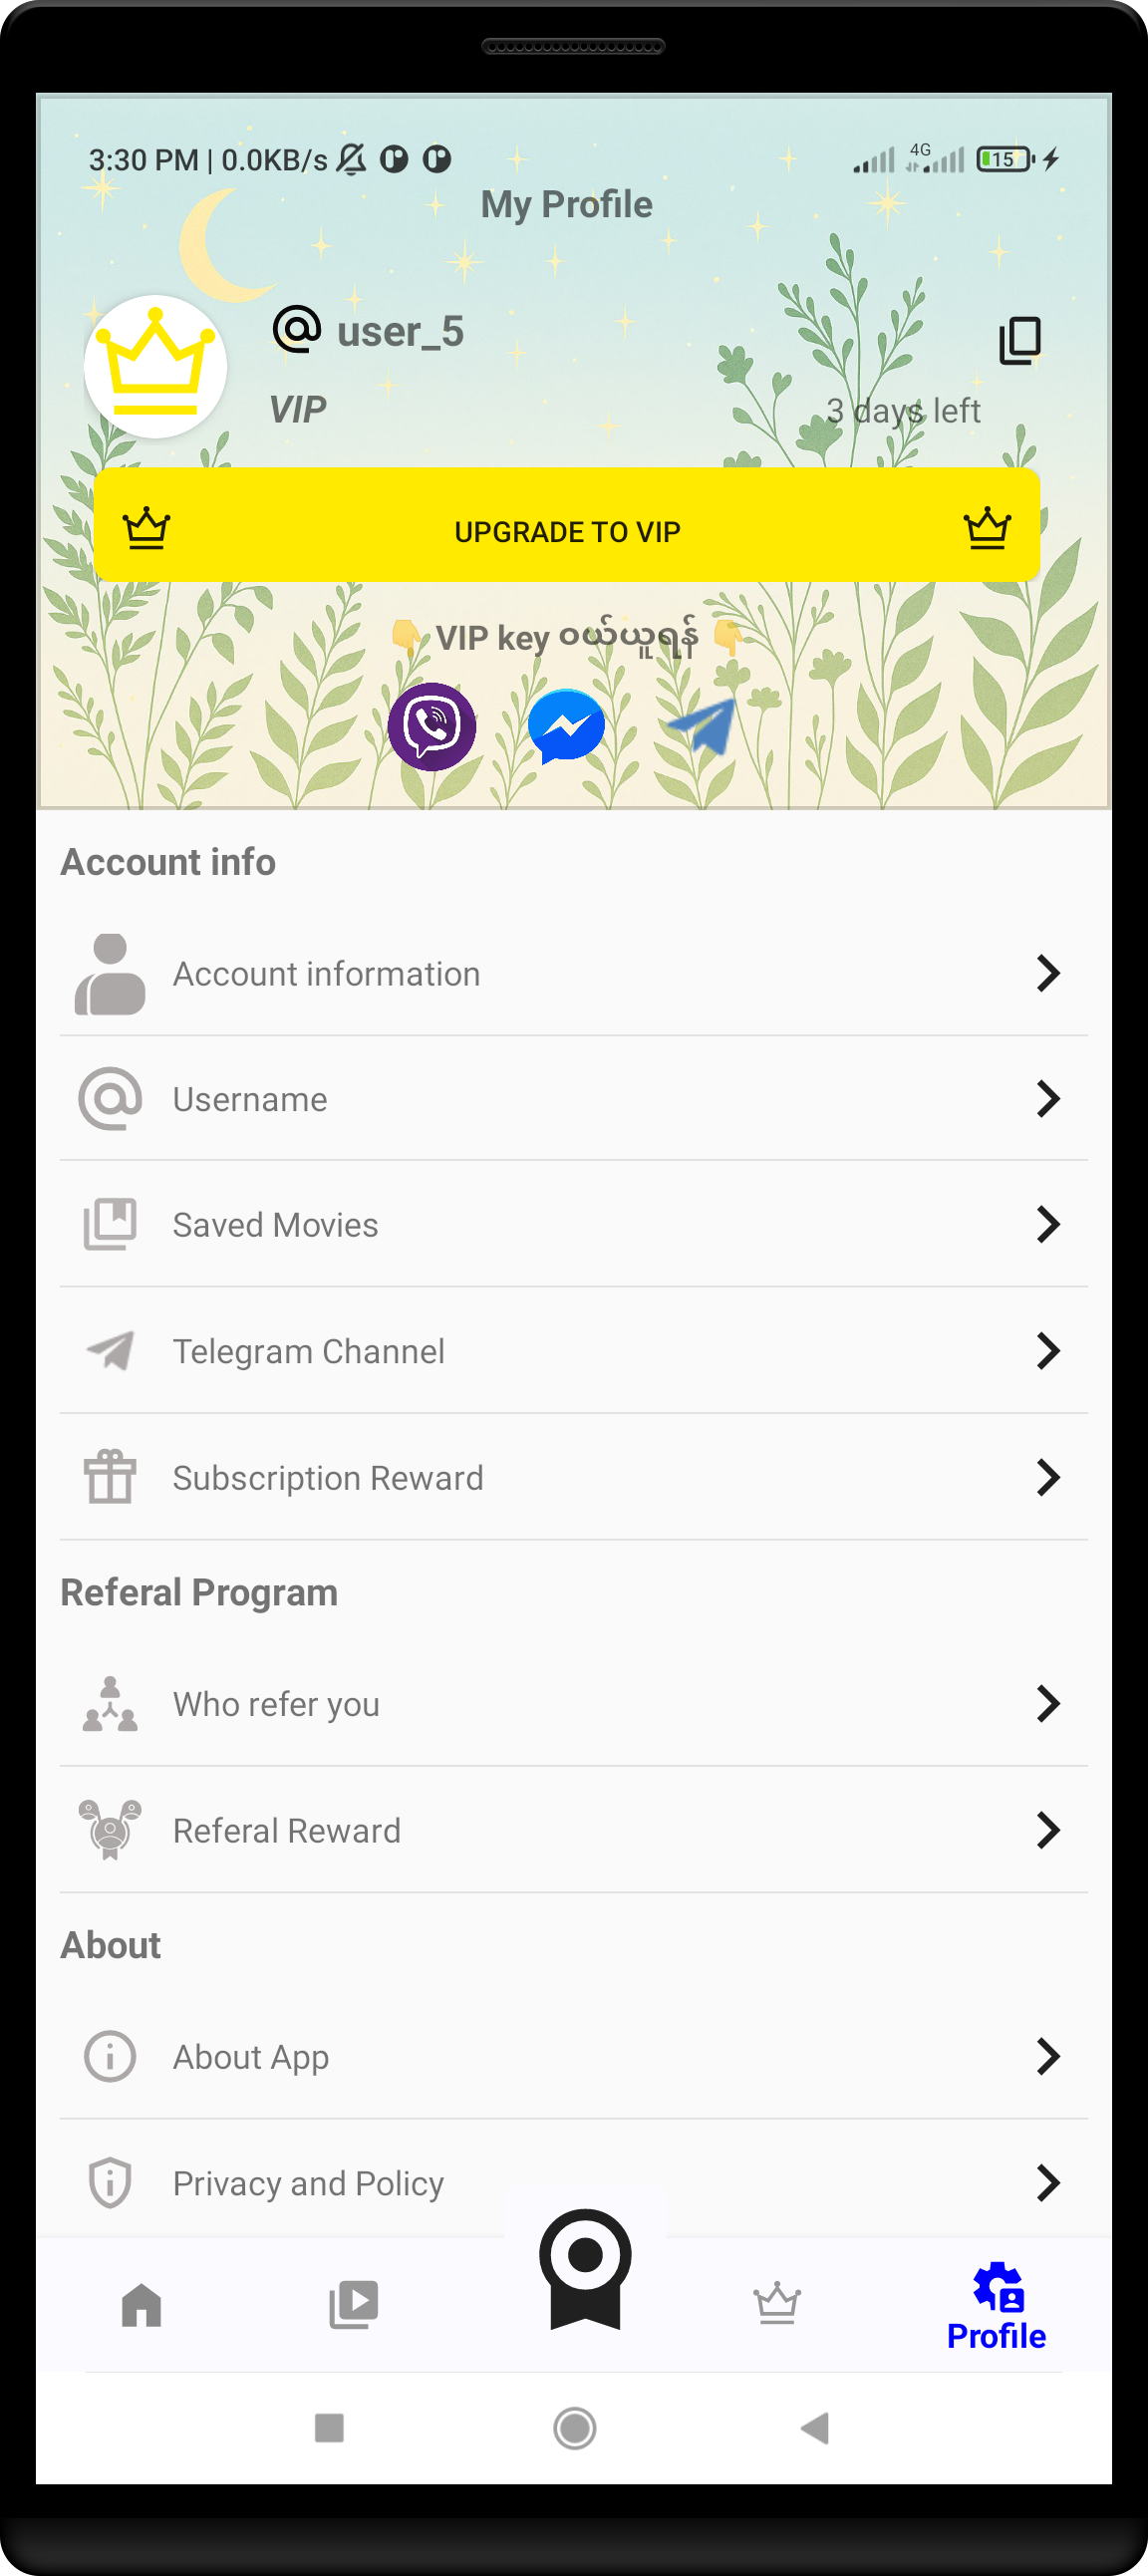 3:30 PM | 0.0KB/s
4G
15
My Profile
user_5
VIP
3 days left
UPGRADE TO VIP
👇 VIP key ဝယ်ယူရန် 👇
Account info
Account information
Username
Saved Movies
Telegram Channel
Subscription Reward
Referal Program
Who refer you
Referal Reward
About
About App
Privacy and Policy
Profile